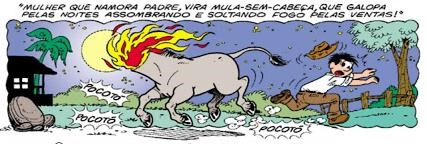 "MULHER QUE NAMORA PADRE, VIRA MULA-SEM-CABEÇA, QUE GALOPA
PELAS NOITES ASSOMBRANDO E SOLTANDO FOGO PELAS VENTAS!"
POCOTÓ
POCOTÓ
POCOTÓ